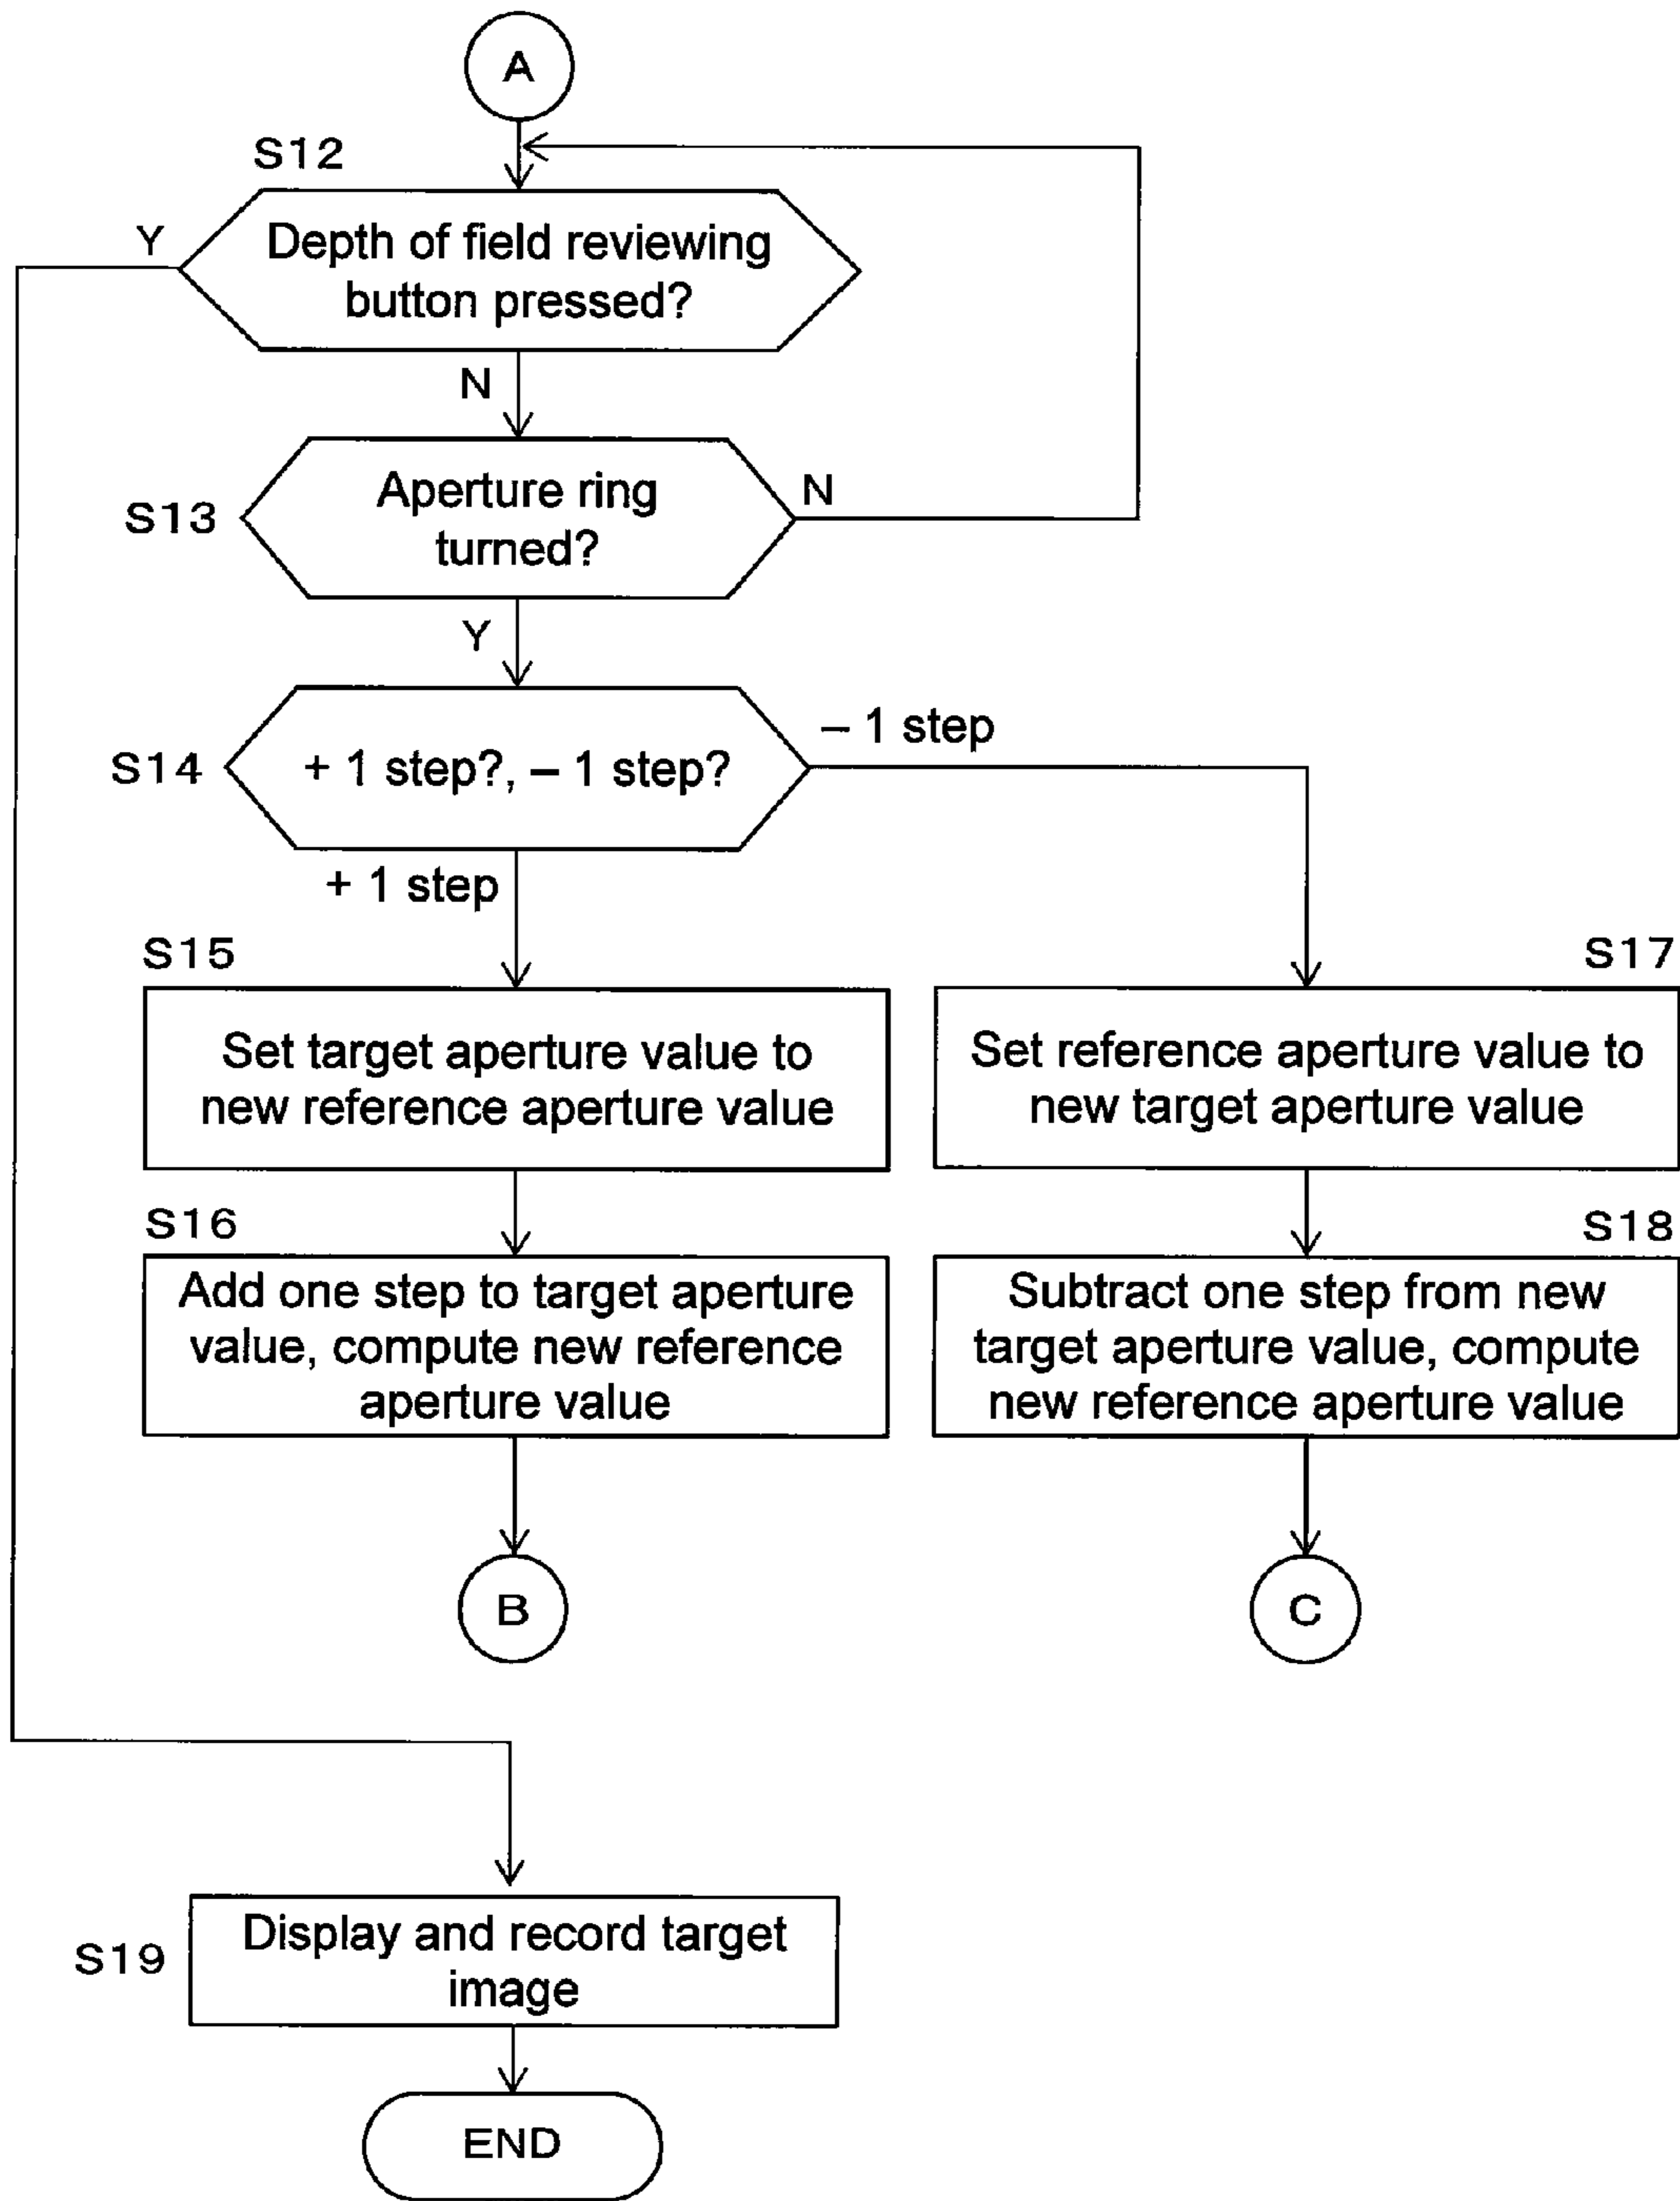 A
S12
Y
Depth of field reviewing
button pressed?
N
S13
Aperture ring
turned?
N
Y
S14
+ 1 step?, – 1 step?
– 1 step
+ 1 step
S15
Set target aperture value to
new reference aperture value
S17
Set reference aperture value to
new target aperture value
S16
Add one step to target aperture
value, compute new reference
aperture value
S18
Subtract one step from new
target aperture value, compute
new reference aperture value
B
C
S19
Display and record target
image
END